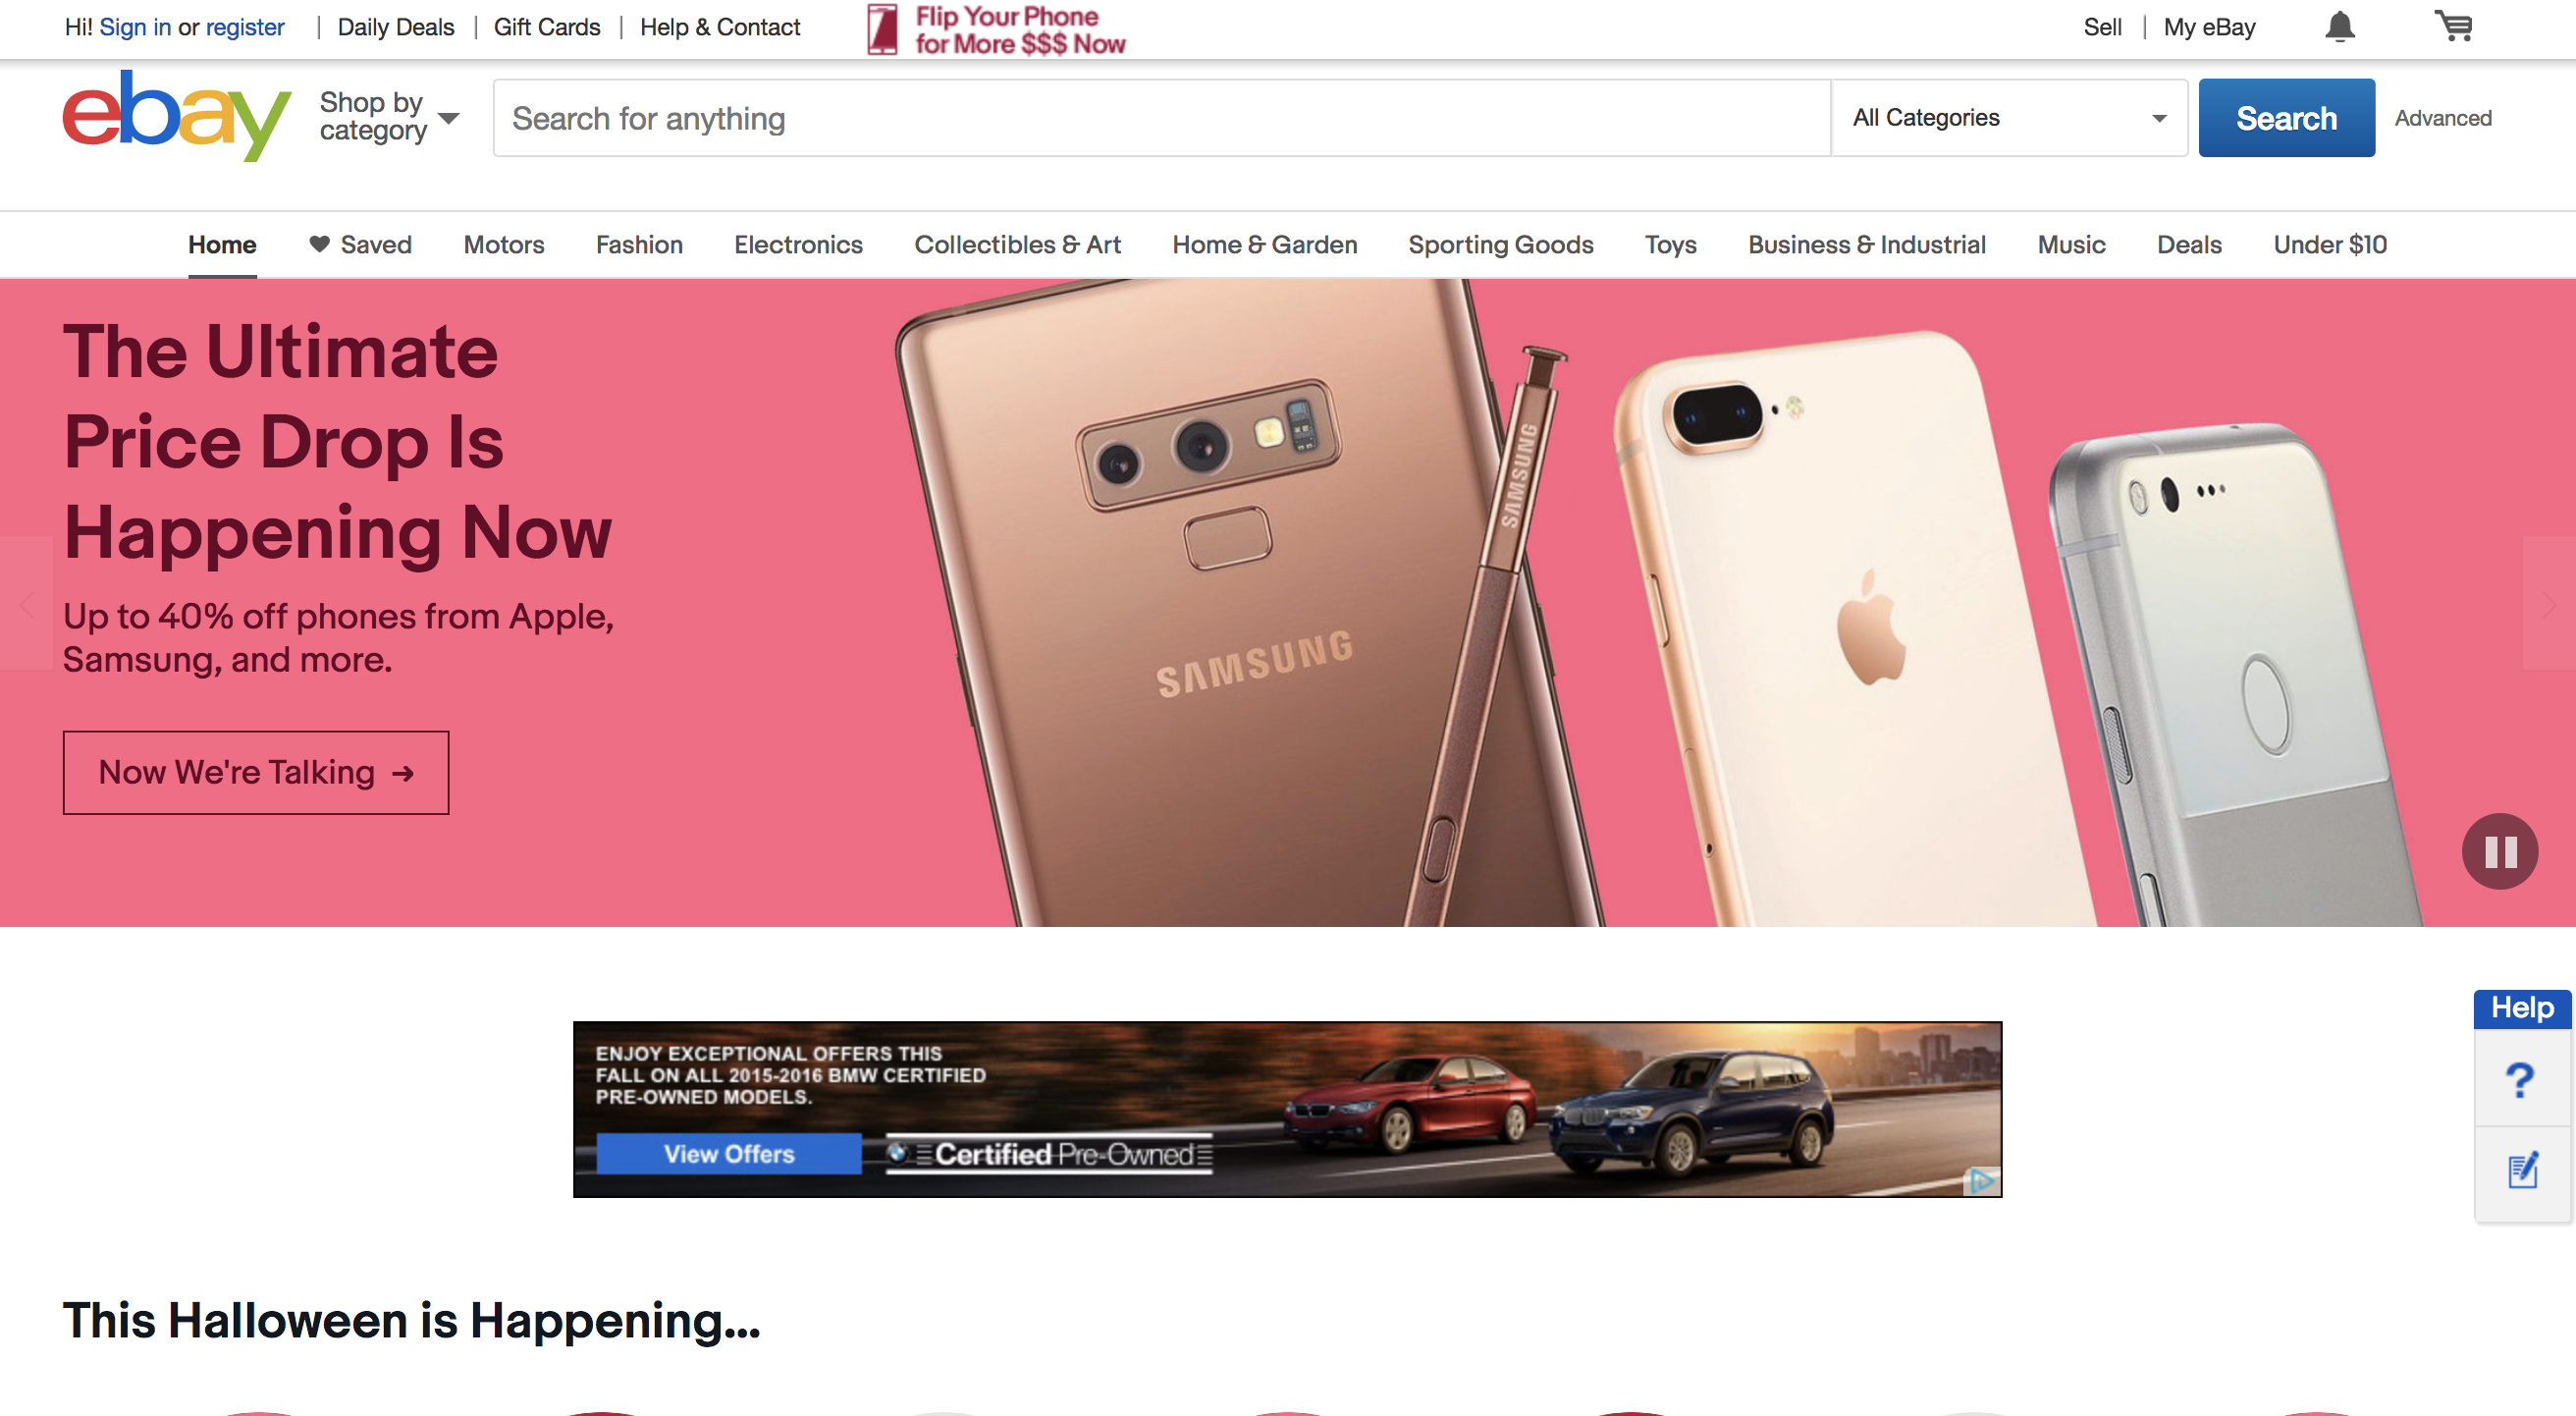 Hi! Sign in or register | Daily Deals | Gift Cards | Help & Contact
Flip Your Phone
for More $$$ Now
Sell | My eBay
ebay
Shop by
category
Search for anything
All Categories
Search
Advanced
Home Saved Motors Fashion Electronics Collectibles & Art Home & Garden Sporting Goods Toys Business & Industrial Music Deals Under $10
The Ultimate
Price Drop Is
Happening Now
Up to 40% off phones from Apple,
Samsung, and more.
Now We're Talking →
SAMSUNG
SAMSUNG
ENJOY EXCEPTIONAL OFFERS THIS
FALL ON ALL 2015-2016 BMW CERTIFIED
PRE-OWNED MODELS.
View Offers
Certified Pre-Owned
Help
?
This Halloween is Happening...